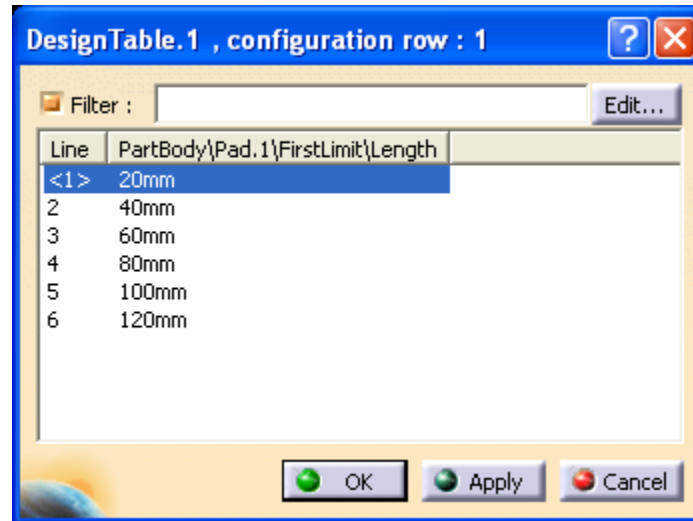 DesignTable.1 , configuration row : 1
Filter :
Edit...
Line PartBody\Pad.1\FirstLimit\Length
<1> 20mm
2 40mm
3 60mm
4 80mm
5 100mm
6 120mm
OK Apply Cancel